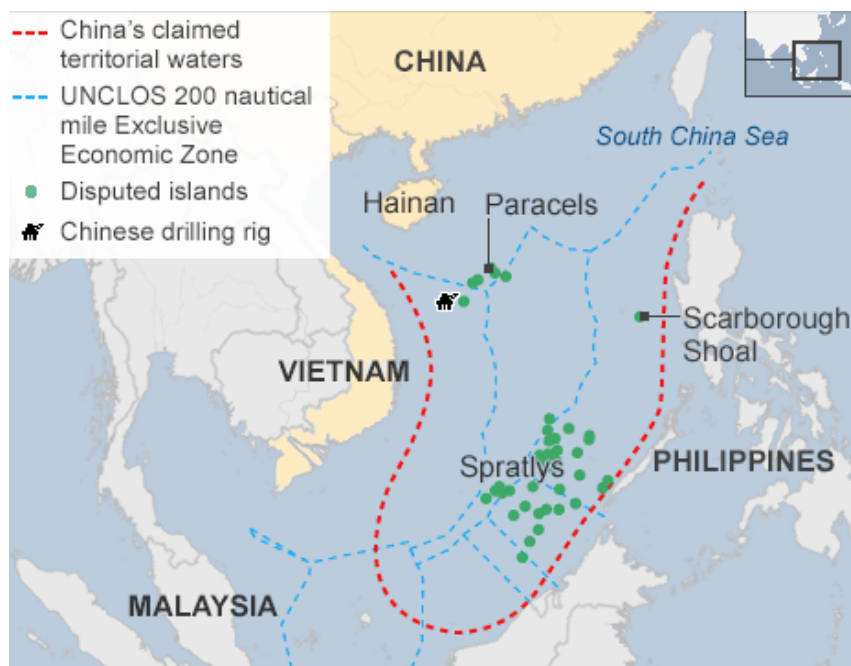 China's claimed
territorial waters
UNCLOS 200 nautical
mile Exclusive
Economic Zone
Disputed islands
Chinese drilling rig
CHINA
South China Sea
Hainan
Paracels
Scarborough
Shoal
VIETNAM
Spratlys
PHILIPPINES
MALAYSIA